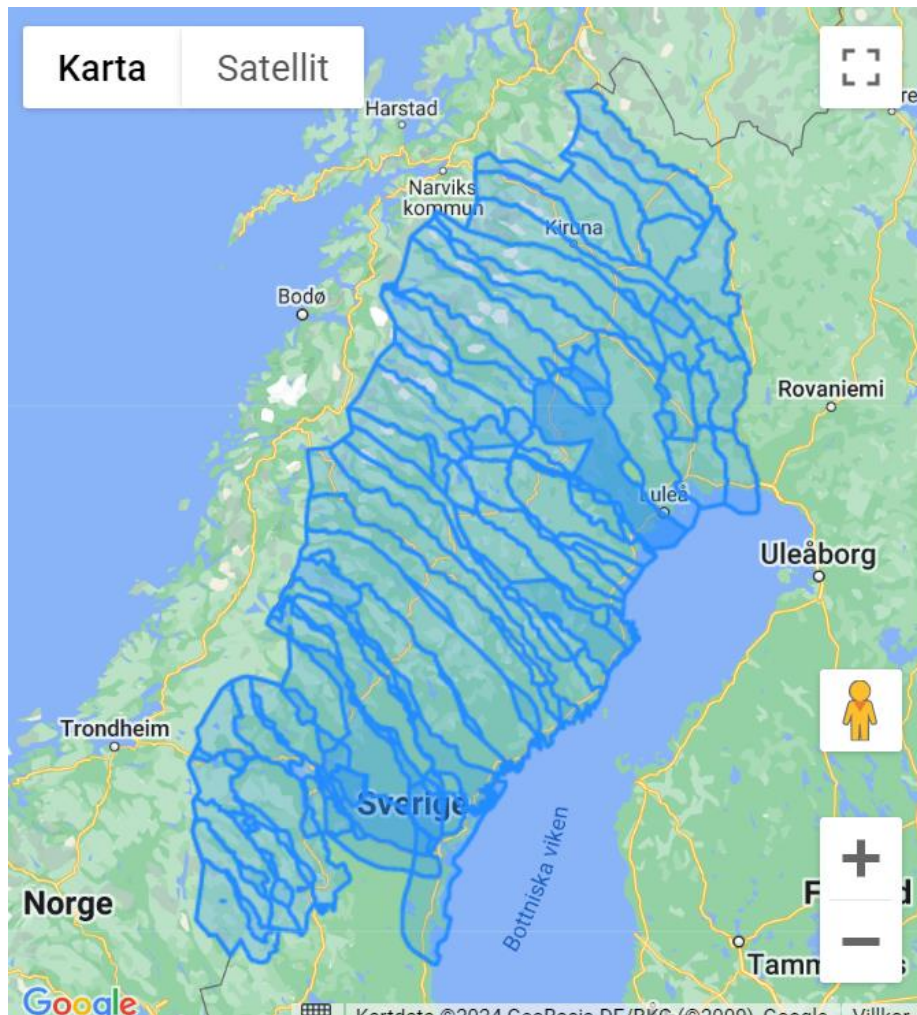 Karta
Satellit
Harstad
Narviks
kommun
Kiruna
Bodø
Rovaniemi
Luleå
Uleåborg
Trondheim
Sverige
Bottniska viken
Norge
Google
Kartdata ©2024 GeoBasis-DE/BKG (©2009), Google
Villkor